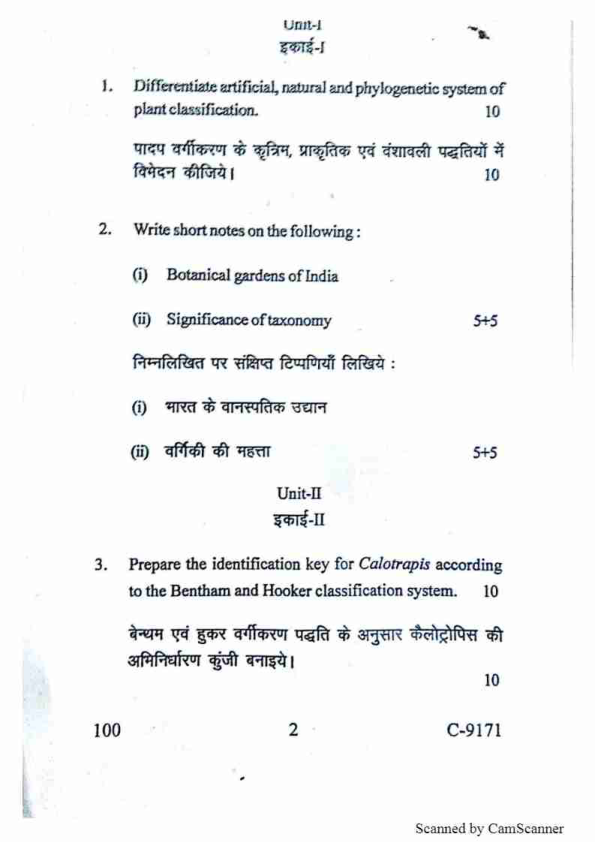 Unit-I
इकाई-I
1. Differentiate artificial, natural and phylogenetic system of
plant classification. 10
पादप वर्गीकरण के कृत्रिम, प्राकृतिक एवं वंशावली पद्धतियों में
विभेदन कीजिये। 10
2. Write short notes on the following :
(i) Botanical gardens of India
(ii) Significance of taxonomy 5+5
निम्नलिखित पर संक्षिप्त टिप्पणियाँ लिखिये :
(i) भारत के वानस्पतिक उद्यान
(ii) वर्गिकी की महत्ता 5+5
Unit-II
इकाई-II
3. Prepare the identification key for Calotrapis according
to the Bentham and Hooker classification system. 10
बेन्थम एवं हुकर वर्गीकरण पद्धति के अनुसार कैलोट्रोपिस की
अमिनिर्धारण कुंजी बनाइये।
10
100 2 C-9171
Scanned by CamScanner